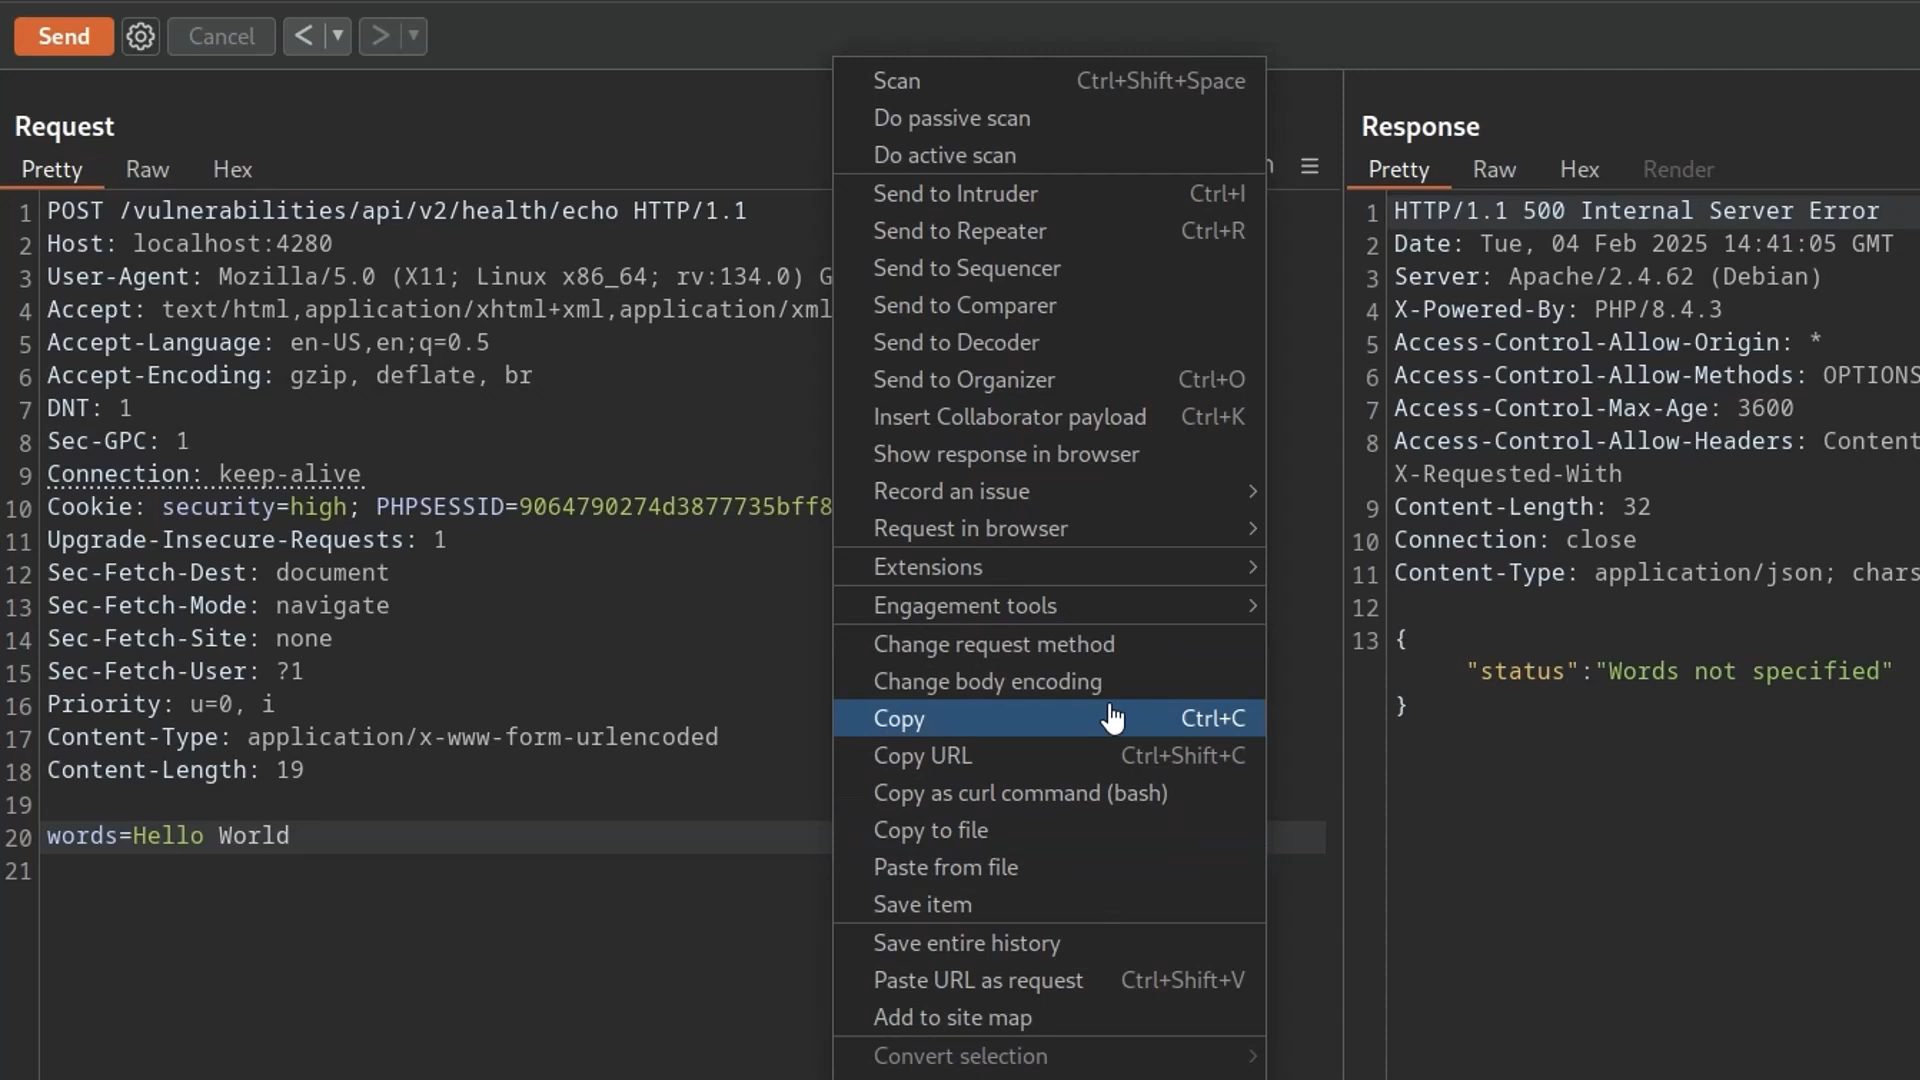 Send
Cancel
Request
Pretty Raw Hex
1 POST /vulnerabilities/api/v2/health/echo HTTP/1.1
2 Host: localhost:4280
3 User-Agent: Mozilla/5.0 (X11; Linux x86_64; rv:134.0) G
4 Accept: text/html,application/xhtml+xml,application/xml
5 Accept-Language: en-US,en;q=0.5
6 Accept-Encoding: gzip, deflate, br
7 DNT: 1
8 Sec-GPC: 1
9 Connection: keep-alive
10 Cookie: security=high; PHPSESSID=9064790274d3877735bff8
11 Upgrade-Insecure-Requests: 1
12 Sec-Fetch-Dest: document
13 Sec-Fetch-Mode: navigate
14 Sec-Fetch-Site: none
15 Sec-Fetch-User: ?1
16 Priority: u=0, i
17 Content-Type: application/x-www-form-urlencoded
18 Content-Length: 19
19
20 words=Hello World
21
Scan Ctrl+Shift+Space
Do passive scan
Do active scan
Send to Intruder Ctrl+I
Send to Repeater Ctrl+R
Send to Sequencer
Send to Comparer
Send to Decoder
Send to Organizer Ctrl+O
Insert Collaborator payload Ctrl+K
Show response in browser
Record an issue
Request in browser
Extensions
Engagement tools
Change request method
Change body encoding
Copy Ctrl+C
Copy URL Ctrl+Shift+C
Copy as curl command (bash)
Copy to file
Paste from file
Save item
Save entire history
Paste URL as request Ctrl+Shift+V
Add to site map
Convert selection
Response
Pretty Raw Hex Render
1 HTTP/1.1 500 Internal Server Error
2 Date: Tue, 04 Feb 2025 14:41:05 GMT
3 Server: Apache/2.4.62 (Debian)
4 X-Powered-By: PHP/8.4.3
5 Access-Control-Allow-Origin: *
6 Access-Control-Allow-Methods: OPTIONS
7 Access-Control-Max-Age: 3600
8 Access-Control-Allow-Headers: Content
X-Requested-With
9 Content-Length: 32
10 Connection: close
11 Content-Type: application/json; chars
12
13 {
"status":"Words not specified"
}